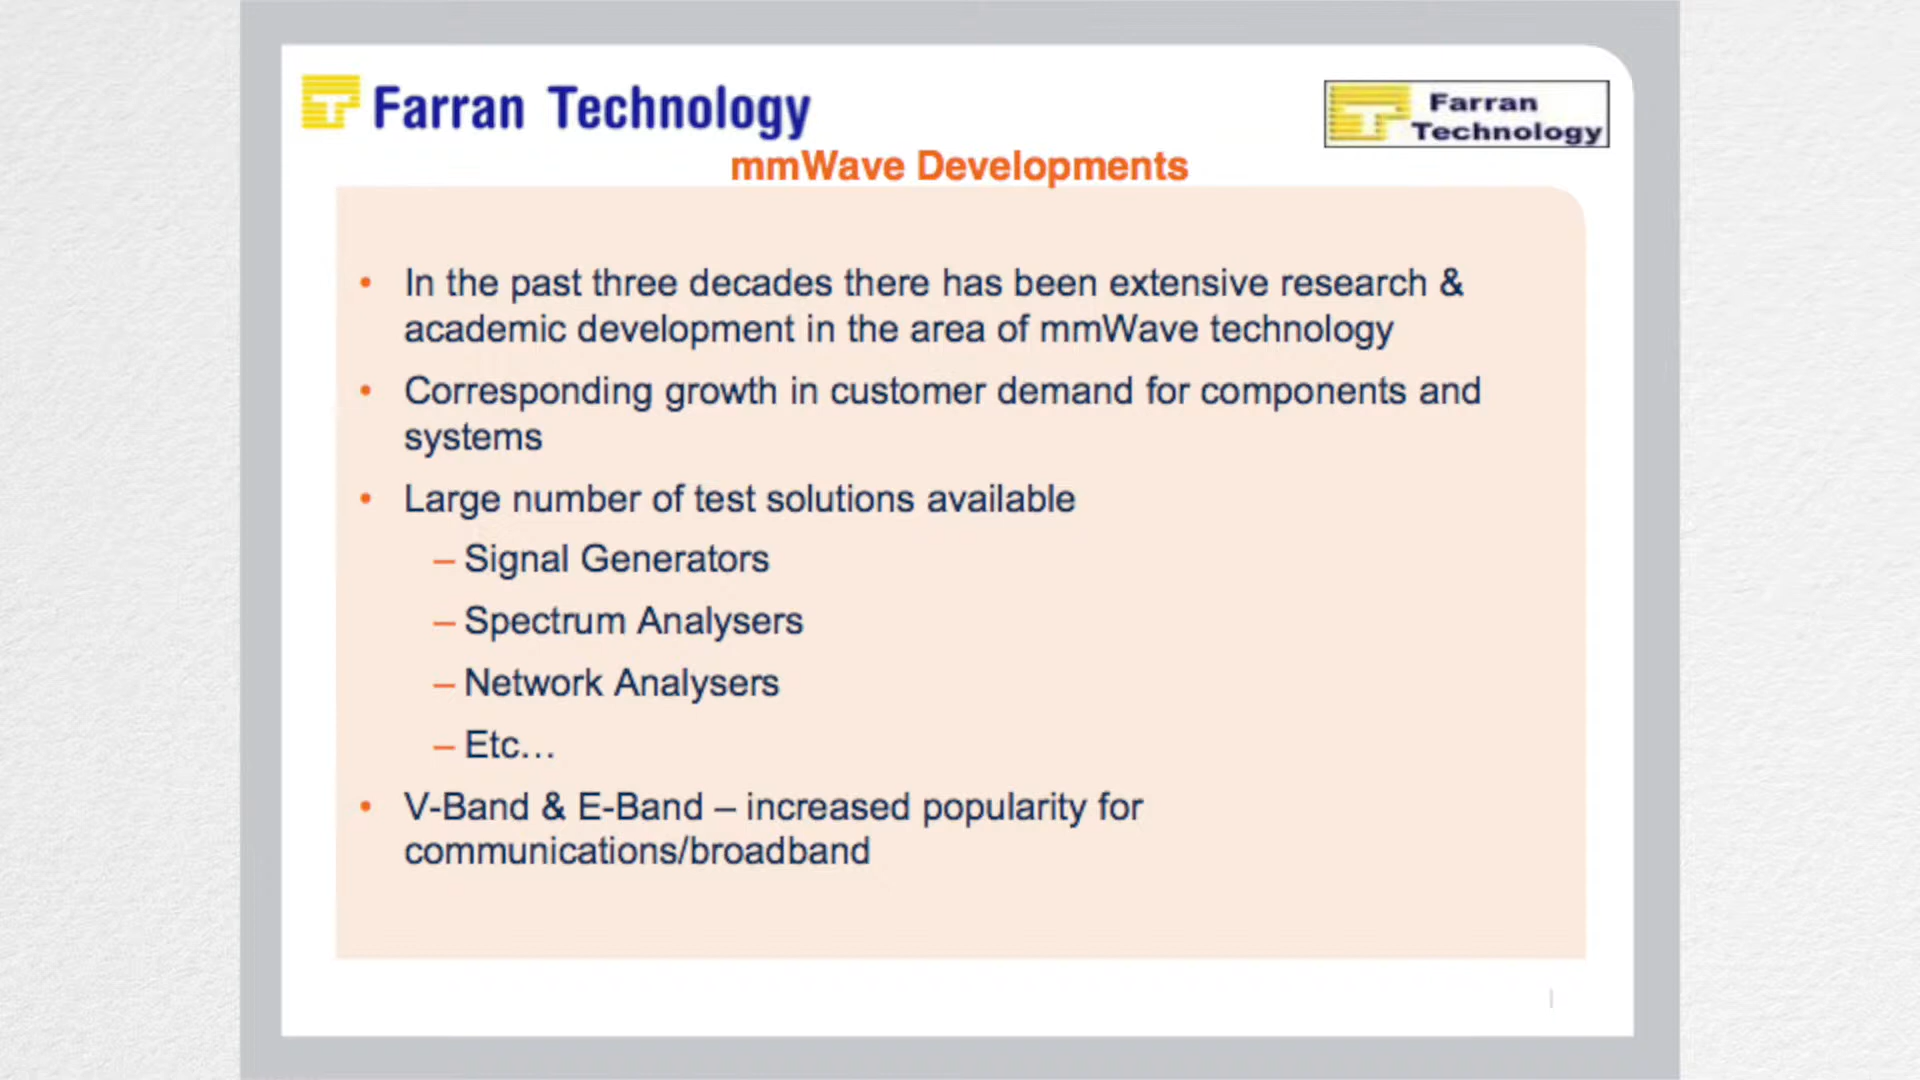 Farran Technology
Farran
Technology
mmWave Developments
• In the past three decades there has been extensive research &
academic development in the area of mmWave technology
• Corresponding growth in customer demand for components and
systems
• Large number of test solutions available
– Signal Generators
– Spectrum Analysers
– Network Analysers
– Etc...
• V-Band & E-Band – increased popularity for
communications/broadband